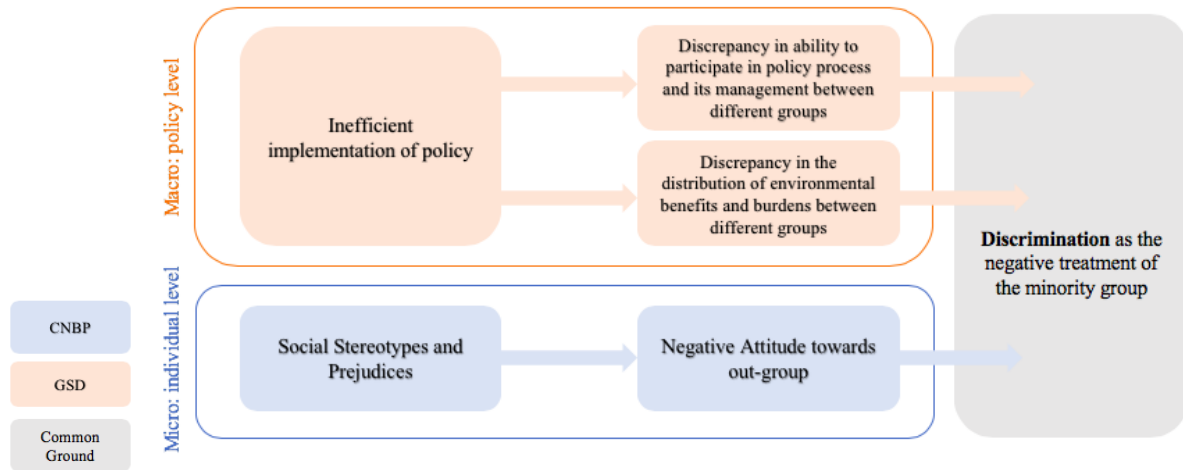 Macro: policy level
Inefficient
implementation of policy
Discrepancy in ability to
participate in policy process
and its management between
different groups
Discrepancy in the
distribution of environmental
benefits and burdens between
different groups
Discrimination as the
negative treatment of
the minority group
Micro: individual level
Social Stereotypes and
Prejudices
Negative Attitude towards
out-group
CNBP
GSD
Common
Ground